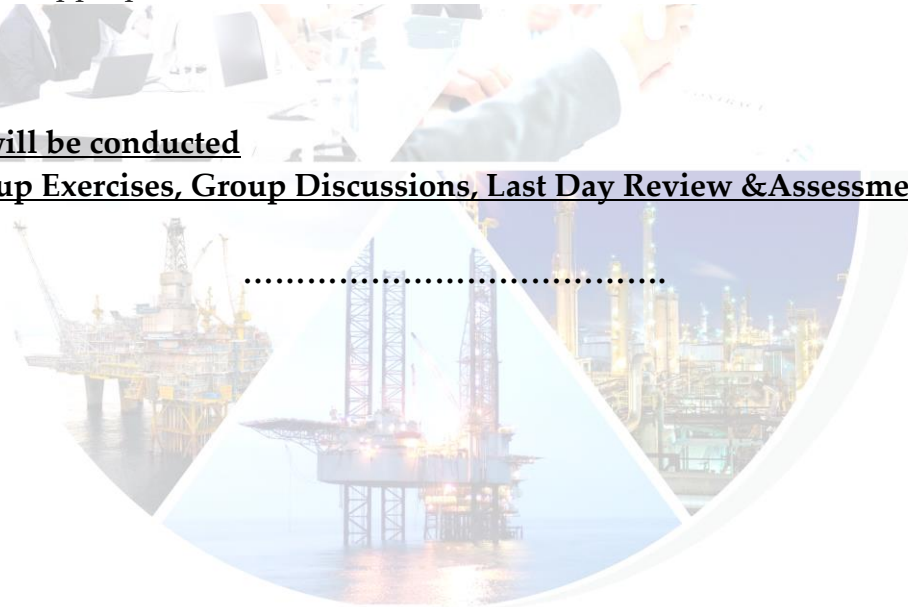 will be conducted
up Exercises, Group Discussions, Last Day Review &Assessme
……………………………………..